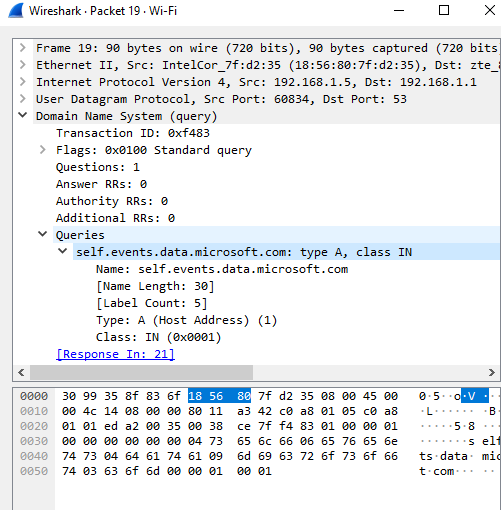 Wireshark · Packet 19 · Wi-Fi
Frame 19: 90 bytes on wire (720 bits), 90 bytes captured (720 bits
Ethernet II, Src: IntelCor_7f:d2:35 (18:56:80:7f:d2:35), Dst: zte_
Internet Protocol Version 4, Src: 192.168.1.5, Dst: 192.168.1.1
User Datagram Protocol, Src Port: 60834, Dst Port: 53
Domain Name System (query)
Transaction ID: 0xf483
Flags: 0x0100 Standard query
Questions: 1
Answer RRs: 0
Authority RRs: 0
Additional RRs: 0
Queries
self.events.data.microsoft.com: type A, class IN
Name: self.events.data.microsoft.com
[Name Length: 30]
[Label Count: 5]
Type: A (Host Address) (1)
Class: IN (0x0001)
[Response In: 21]
0000 30 99 35 8f 83 6f 18 56 80 7f d2 35 08 00 45 00 0·5··o·V ·
0010 00 4c 14 08 00 00 80 11 a3 42 c0 a8 01 05 c0 a8 ·L······ ·B
0020 01 01 ed a2 00 35 00 38 ce 7f f4 83 01 00 00 01 ·····5·8 ·
0030 00 00 00 00 00 00 04 73 65 6c 66 06 65 76 65 6e ·······s elf
0040 74 73 04 64 61 74 61 09 6d 69 63 72 6f 73 6f 66 ts·data· mic
0050 74 03 63 6f 6d 00 00 01 00 01 t·com··· ··